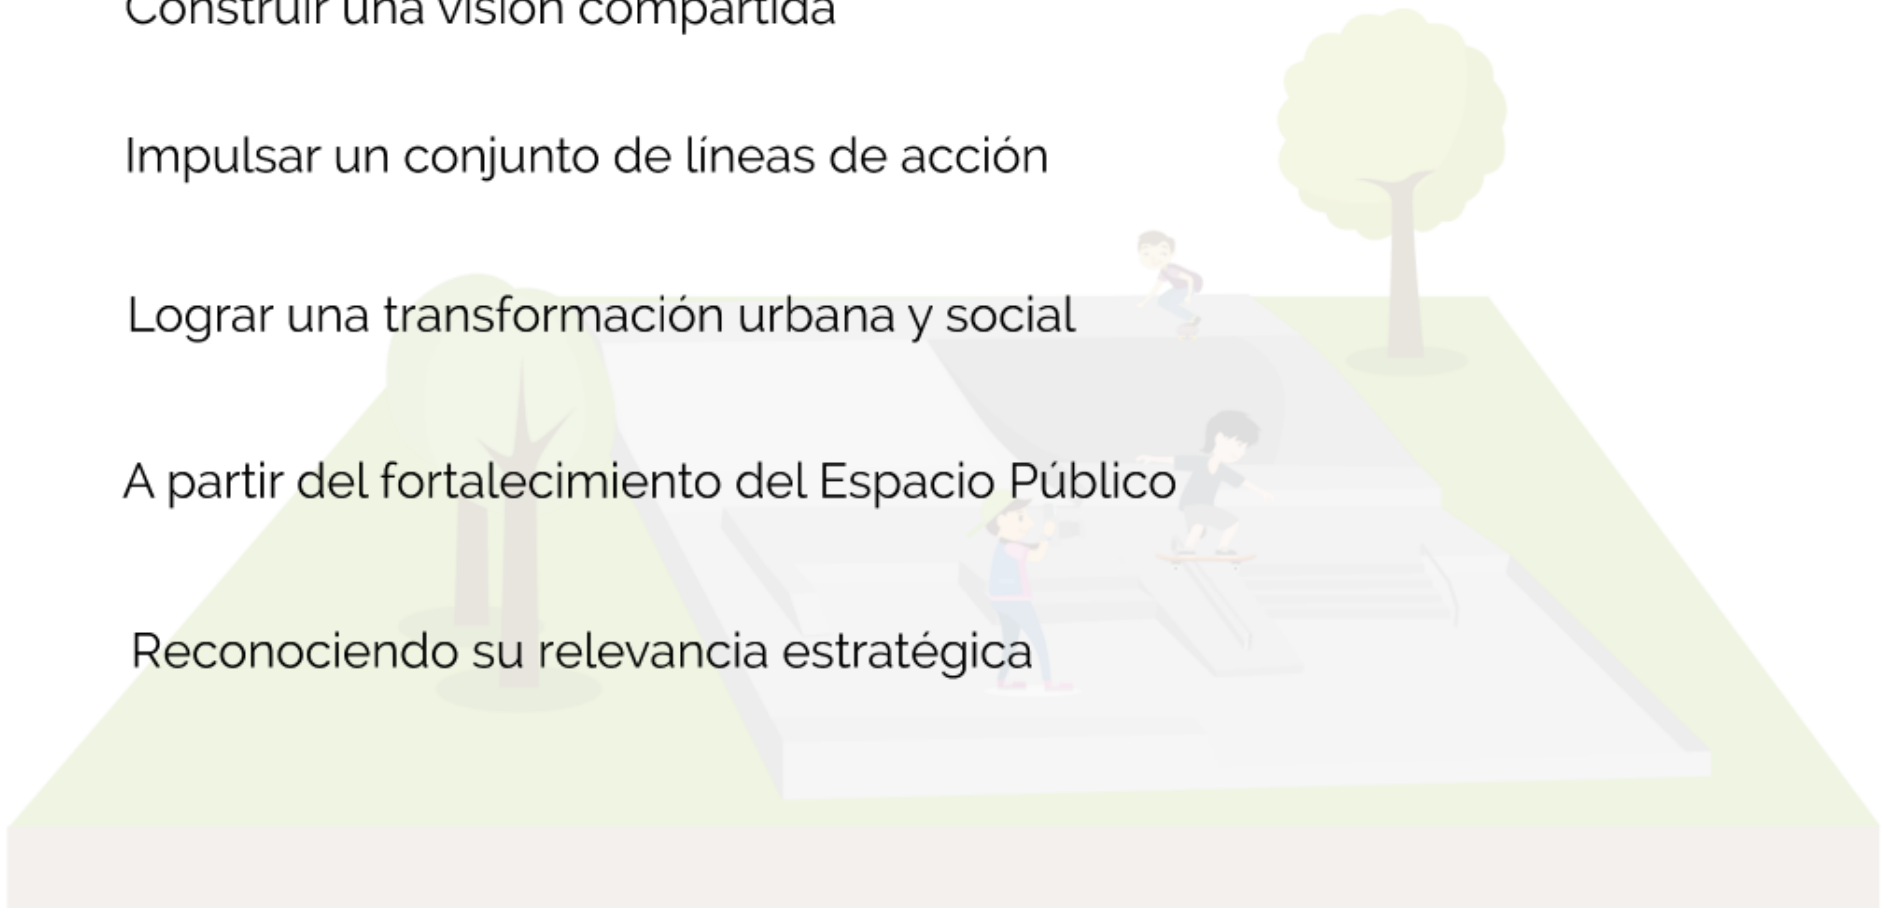 Construir una visión compartida
Impulsar un conjunto de líneas de acción
Lograr una transformación urbana y social
A partir del fortalecimiento del Espacio Público
Reconociendo su relevancia estratégica